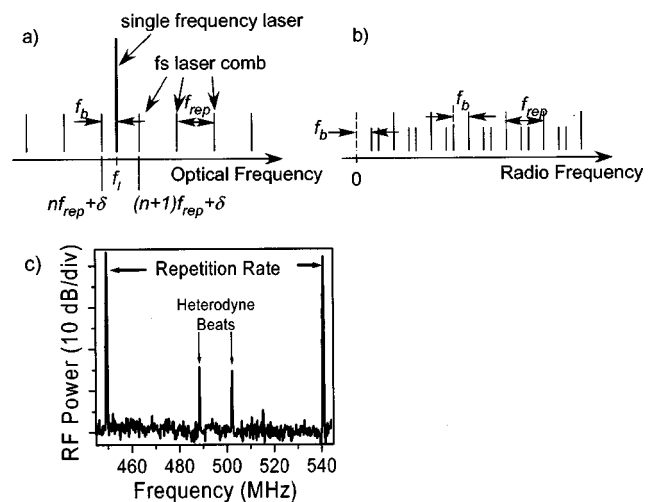 a)
single frequency laser
fs laser comb
f_b
f_rep
Optical Frequency
f_l
nf_rep+δ
(n+1)f_rep+δ
b)
f_b
f_b
f_rep
0
Radio Frequency
c)
RF Power (10 dB/div)
Repetition Rate
Heterodyne
Beats
460 480 500 520 540
Frequency (MHz)